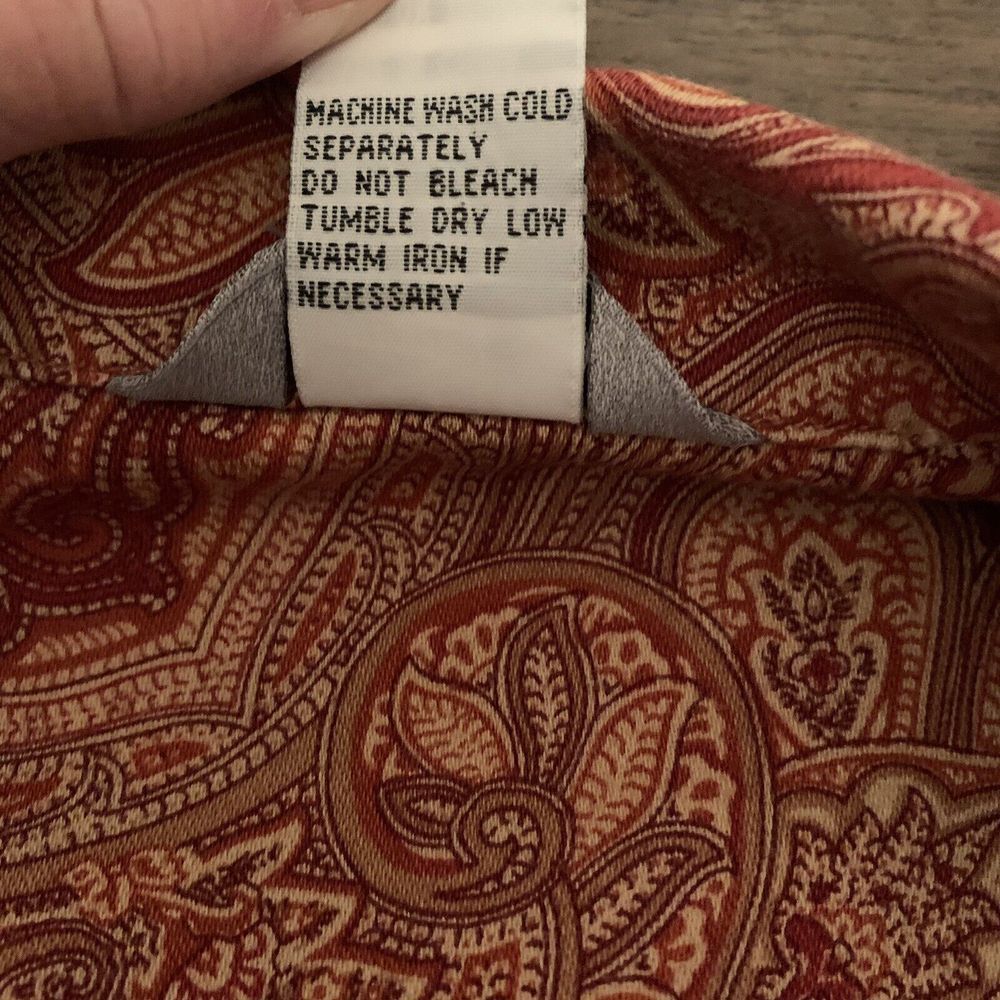 MACHINE WASH COLD
SEPARATELY
DO NOT BLEACH
TUMBLE DRY LOW
WARM IRON IF
NECESSARY